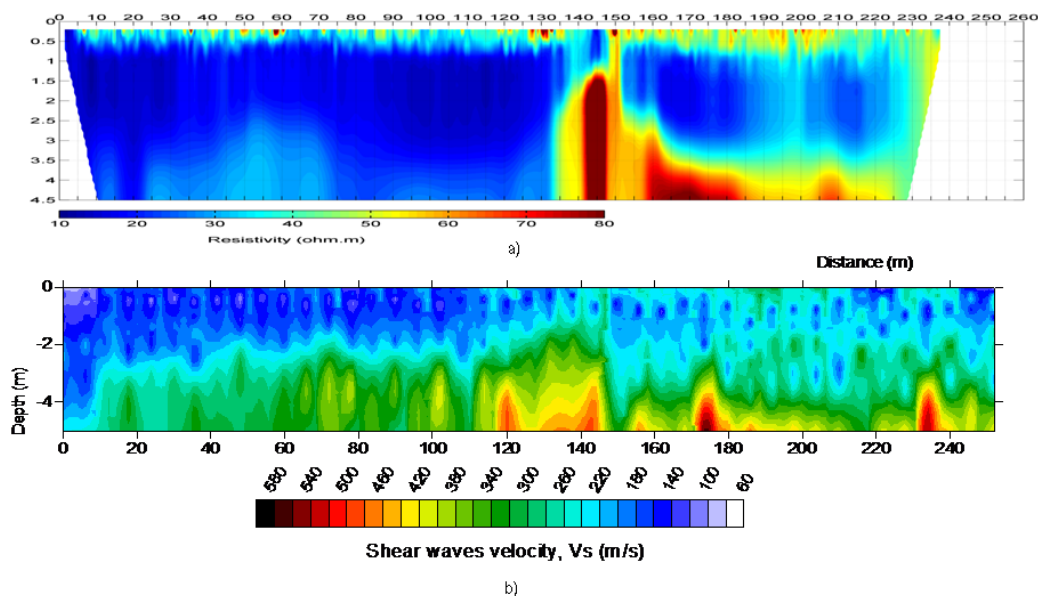 0 10 20 30 40 50 60 70 80 90 100 110 120 130 140 150 160 170 180 190 200 210 220 230 240 250 260
0
0.5
1
1.5
2
2.5
3
3.5
4
4.5
10 20 30 40 50 60 70 80
Resistivity (ohm.m)
a)
Distance (m)
0
-2
-4
Depth (m)
0 20 40 60 80 100 120 140 160 180 200 220 240
580 540 500 460 420 380 340 300 260 220 180 140 100 60
Shear waves velocity, Vs (m/s)
b)